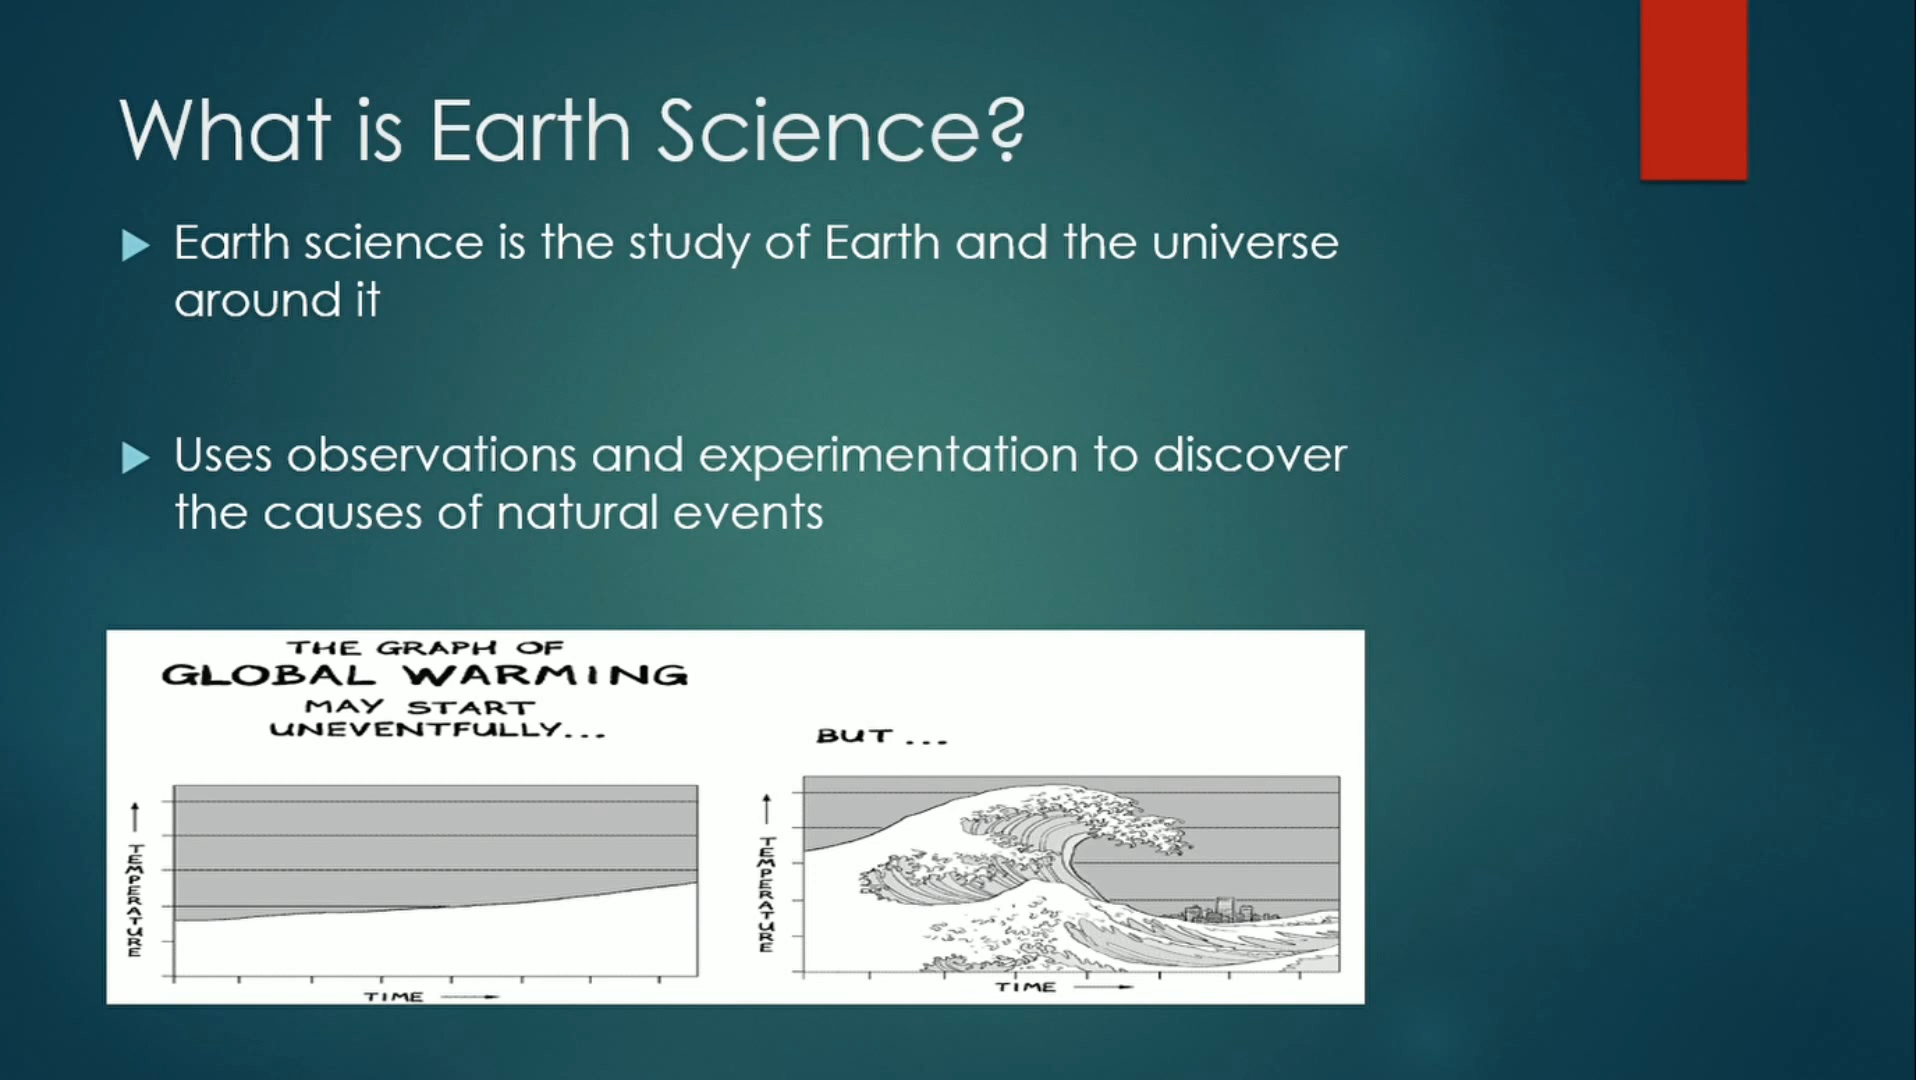 What is Earth Science?
Earth science is the study of Earth and the universe
around it
Uses observations and experimentation to discover
the causes of natural events
THE GRAPH OF
GLOBAL WARMING
MAY START
UNEVENTFULLY...
TEMPERATURE
TIME
BUT ...
TEMPERATURE
TIME